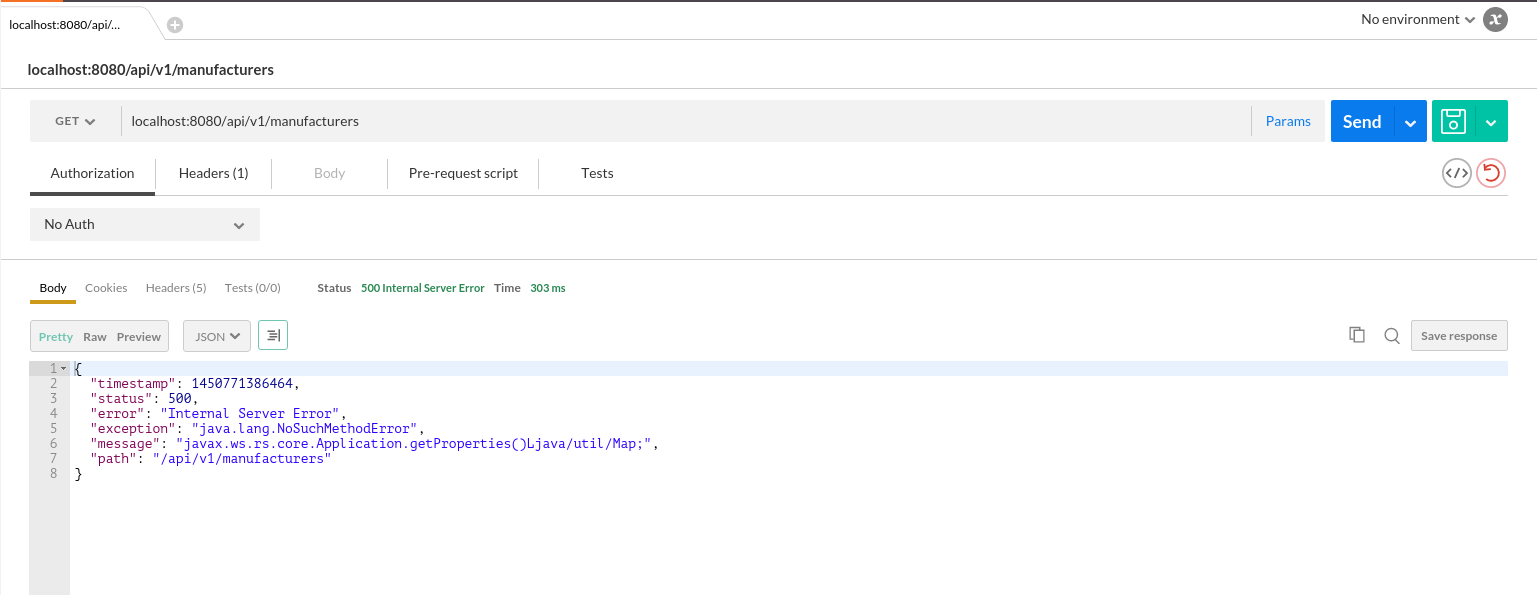 localhost:8080/api/...
No environment
localhost:8080/api/v1/manufacturers
GET localhost:8080/api/v1/manufacturers Params Send
Authorization Headers (1) Body Pre-request script Tests
No Auth
Body Cookies Headers (5) Tests (0/0) Status 500 Internal Server Error Time 303 ms
Pretty Raw Preview JSON Save response
1 {
2 "timestamp": 1450771386464,
3 "status": 500,
4 "error": "Internal Server Error",
5 "exception": "java.lang.NoSuchMethodError",
6 "message": "javax.ws.rs.core.Application.getProperties()Ljava/util/Map;",
7 "path": "/api/v1/manufacturers"
8 }